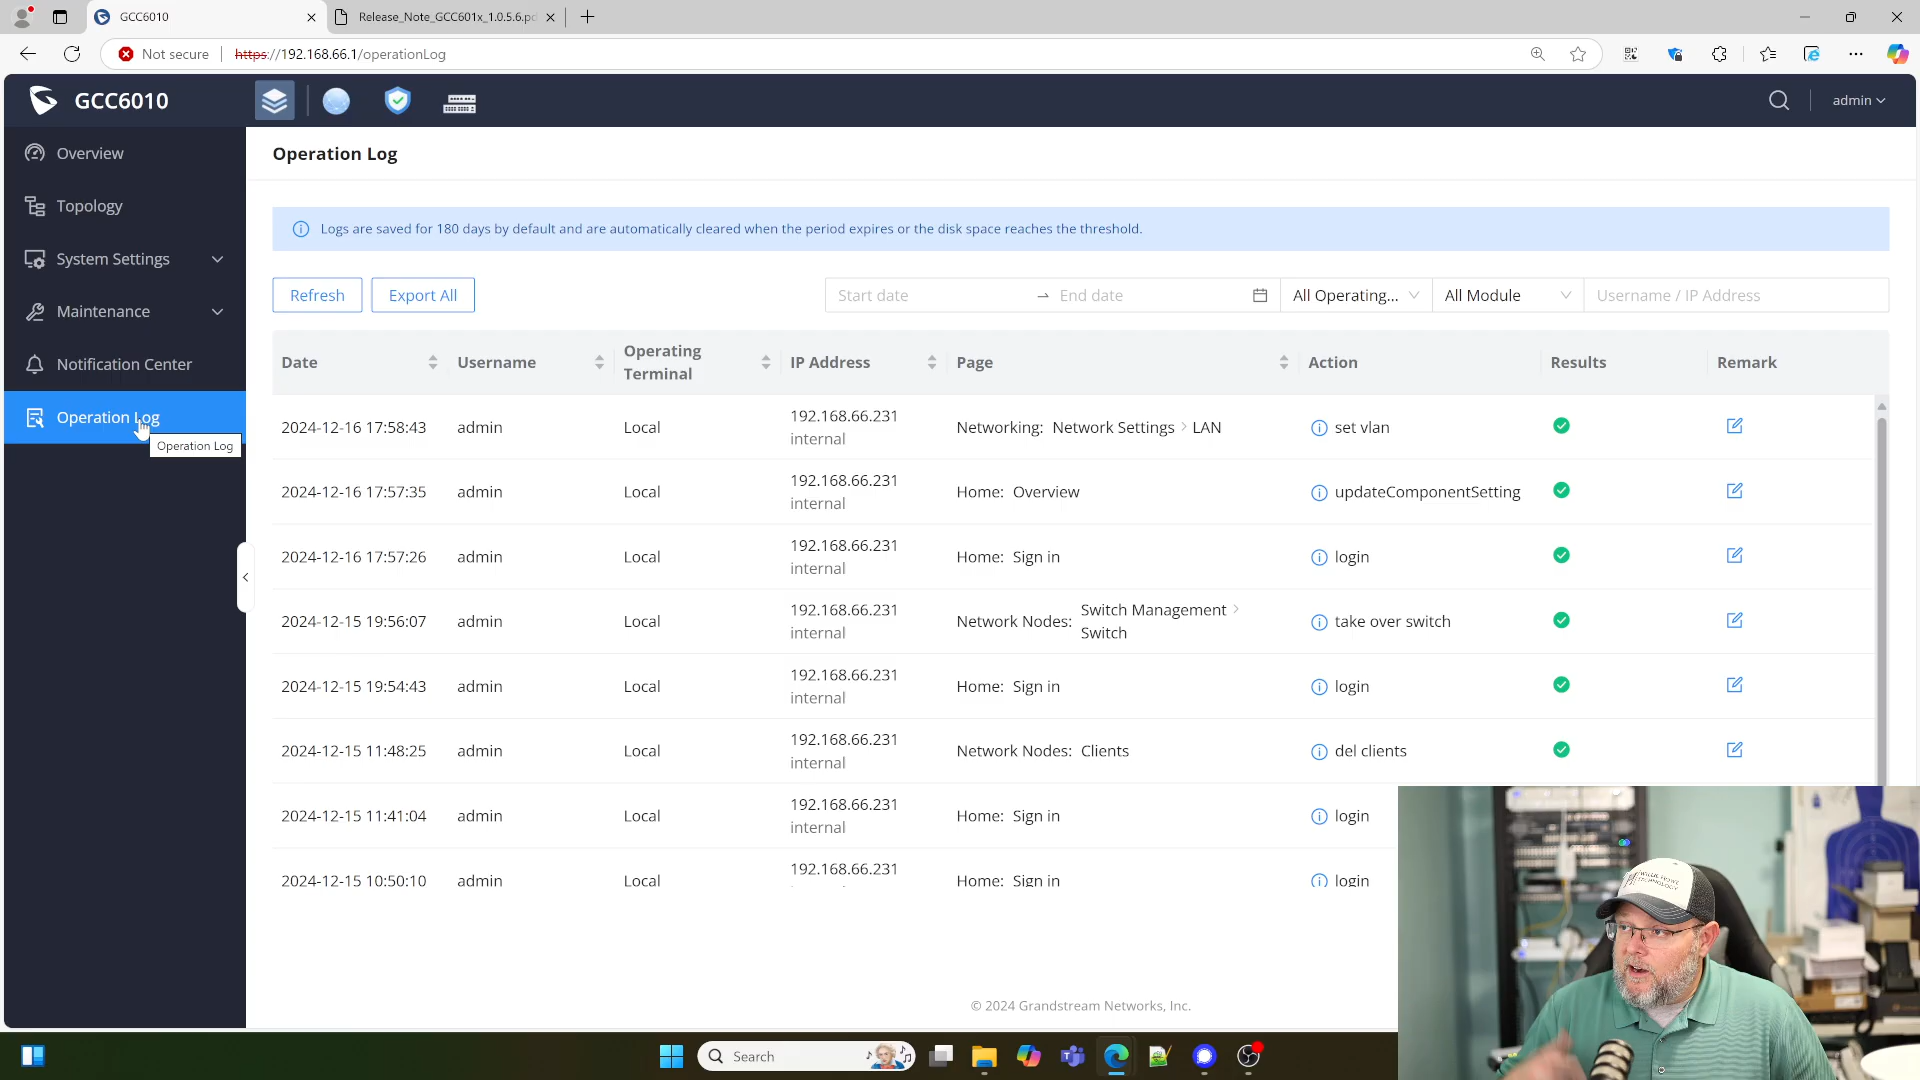 GCC6010
Release_Note_GCC601x_1.0.5.6.pd
Not secure
https://192.168.66.1/operationLog
GCC6010
admin
Overview
Topology
System Settings
Maintenance
Notification Center
Operation Log
Operation Log
Operation Log
Logs are saved for 180 days by default and are automatically cleared when the period expires or the disk space reaches the threshold.
Refresh
Export All
Start date
End date
All Operating...
All Module
Username / IP Address
Date
Username
Operating
Terminal
IP Address
Page
Action
Results
Remark
2024-12-16 17:58:43
admin
Local
192.168.66.231
internal
Networking: Network Settings > LAN
set vlan
2024-12-16 17:57:35
admin
Local
192.168.66.231
internal
Home: Overview
updateComponentSetting
2024-12-16 17:57:26
admin
Local
192.168.66.231
internal
Home: Sign in
login
2024-12-15 19:56:07
admin
Local
192.168.66.231
internal
Network Nodes: Switch Management >
Switch
take over switch
2024-12-15 19:54:43
admin
Local
192.168.66.231
internal
Home: Sign in
login
2024-12-15 11:48:25
admin
Local
192.168.66.231
internal
Network Nodes: Clients
del clients
2024-12-15 11:41:04
admin
Local
192.168.66.231
internal
Home: Sign in
login
2024-12-15 10:50:10
admin
Local
192.168.66.231
Home: Sign in
login
© 2024 Grandstream Networks, Inc.
Search